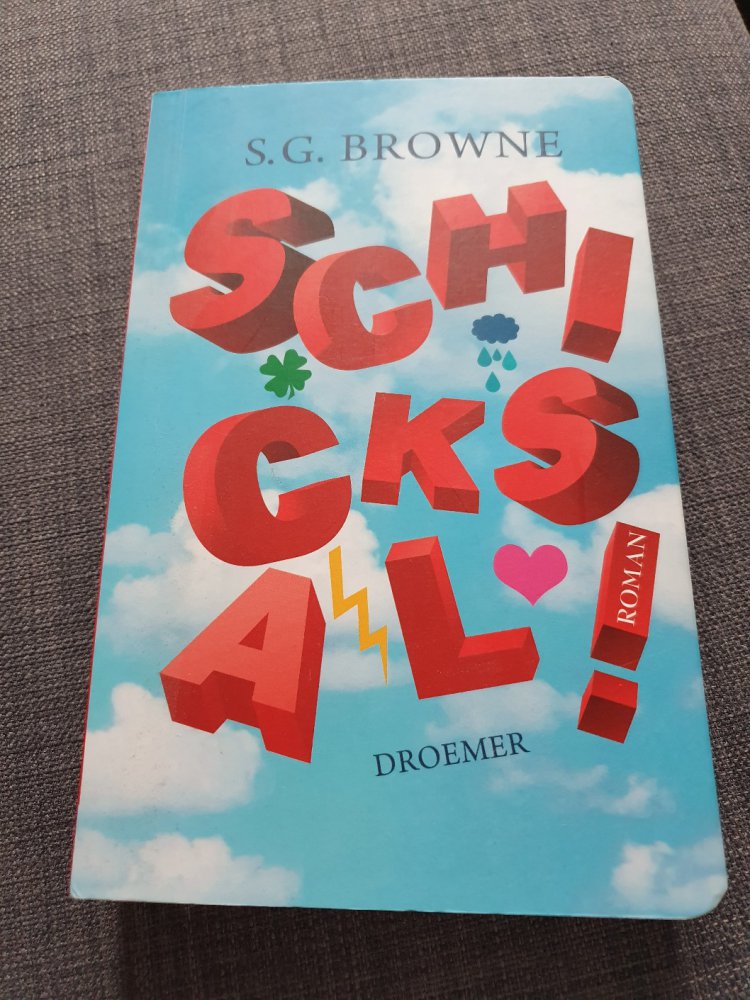 S.G. BROWNE
SCHI
CKS
AL!
ROMAN
DROEMER